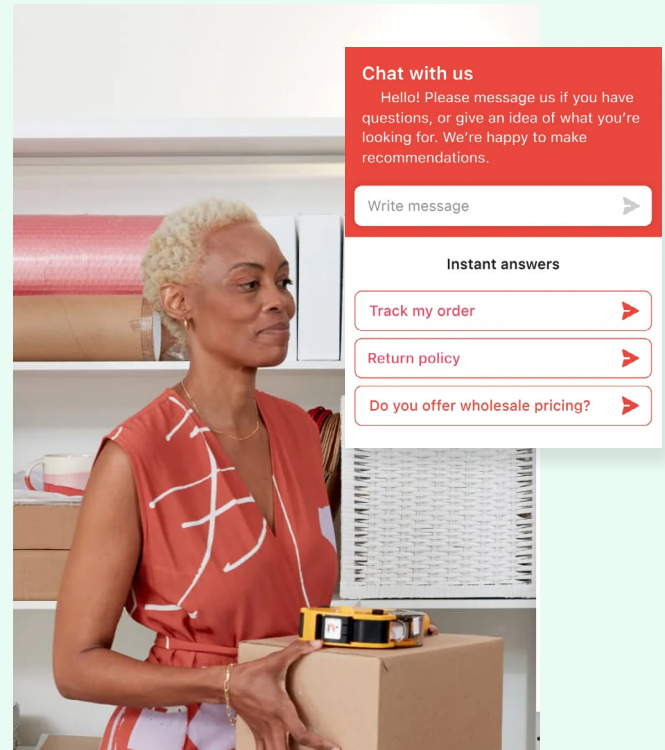 Chat with us
Hello! Please message us if you have
questions, or give an idea of what you’re
looking for. We’re happy to make
recommendations.
Write message
Instant answers
Track my order
Return policy
Do you offer wholesale pricing?